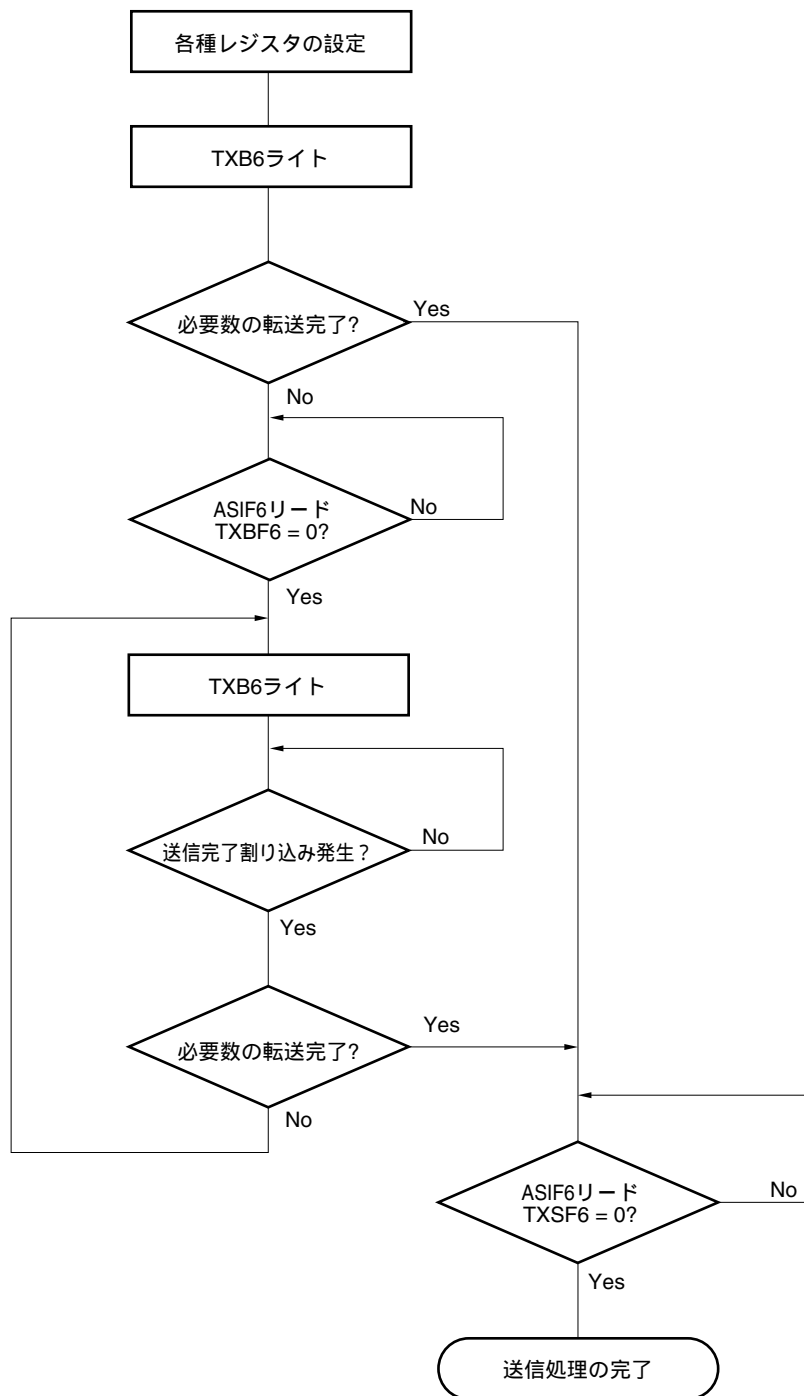 各種レジスタの設定
TXB6ライト
必要数の転送完了?
Yes
No
ASIF6リード
TXBF6 = 0?
No
Yes
TXB6ライト
送信完了割り込み発生？
No
Yes
必要数の転送完了?
Yes
No
ASIF6リード
TXSF6 = 0?
No
Yes
送信処理の完了